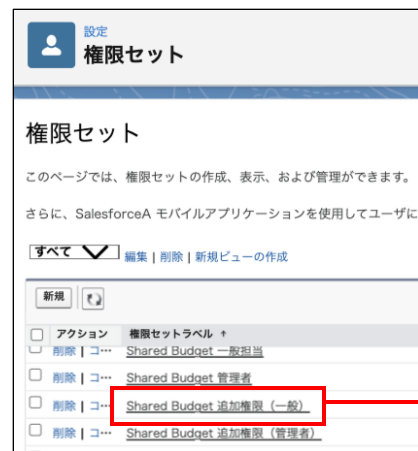 設定
権限セット
権限セット
このページでは、権限セットの作成、表示、および管理ができます。
さらに、SalesforceA モバイルアプリケーションを使用してユーザに
すべて 編集 | 削除 | 新規ビューの作成
新規
アクション 権限セットラベル ↑
削除 | コ… Shared Budget 一般担当
削除 | コ… Shared Budget 管理者
削除 | コ… Shared Budget 追加権限（一般）
削除 | コ… Shared Budget 追加権限（管理者）